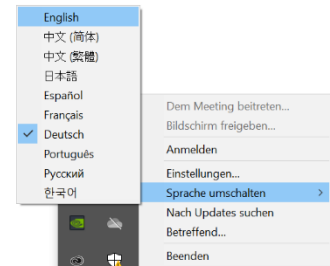 English
中文 (简体)
中文 (繁體)
日本語
Español
Français
Deutsch
Português
Русский
한국어
Dem Meeting beitreten...
Bildschirm freigeben...
Anmelden
Einstellungen...
Sprache umschalten
Nach Updates suchen
Betreffend...
Beenden